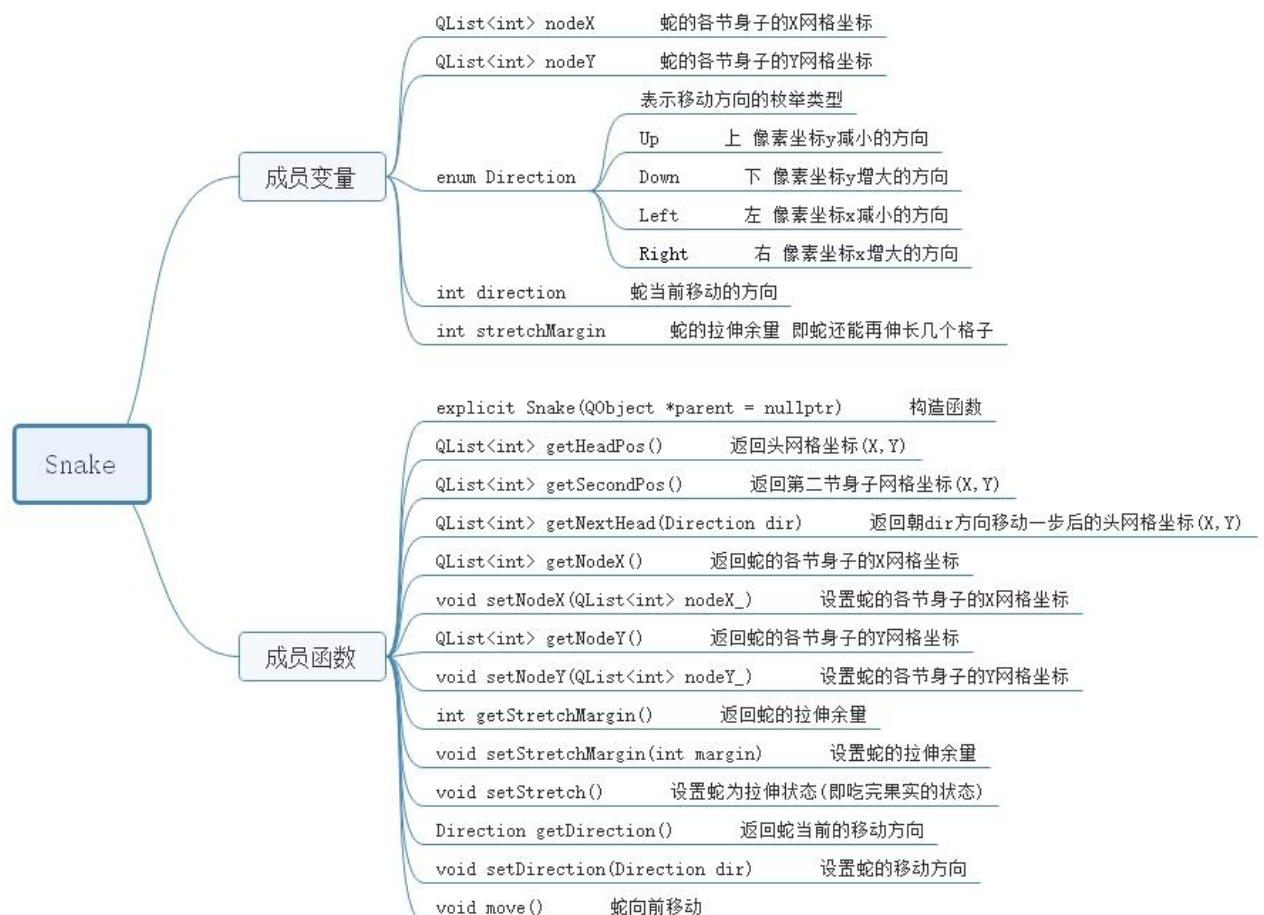 Snake
成员变量
QList<int> nodeX 蛇的各节身子的X网格坐标
QList<int> nodeY 蛇的各节身子的Y网格坐标
enum Direction
表示移动方向的枚举类型
Up 上 像素坐标y减小的方向
Down 下 像素坐标y增大的方向
Left 左 像素坐标x减小的方向
Right 右 像素坐标x增大的方向
int direction 蛇当前移动的方向
int stretchMargin 蛇的拉伸余量 即蛇还能再伸长几个格子
成员函数
explicit Snake(QObject *parent = nullptr) 构造函数
QList<int> getHeadPos() 返回头网格坐标(X,Y)
QList<int> getSecondPos() 返回第二节身子网格坐标(X,Y)
QList<int> getNextHead(Direction dir) 返回朝dir方向移动一步后的头网格坐标(X,Y)
QList<int> getNodeX() 返回蛇的各节身子的X网格坐标
void setNodeX(QList<int> nodeX_) 设置蛇的各节身子的X网格坐标
QList<int> getNodeY() 返回蛇的各节身子的Y网格坐标
void setNodeY(QList<int> nodeY_) 设置蛇的各节身子的Y网格坐标
int getStretchMargin() 返回蛇的拉伸余量
void setStretchMargin(int margin) 设置蛇的拉伸余量
void setStretch() 设置蛇为拉伸状态(即吃完果实的状态)
Direction getDirection() 返回蛇当前的移动方向
void setDirection(Direction dir) 设置蛇的移动方向
void move() 蛇向前移动